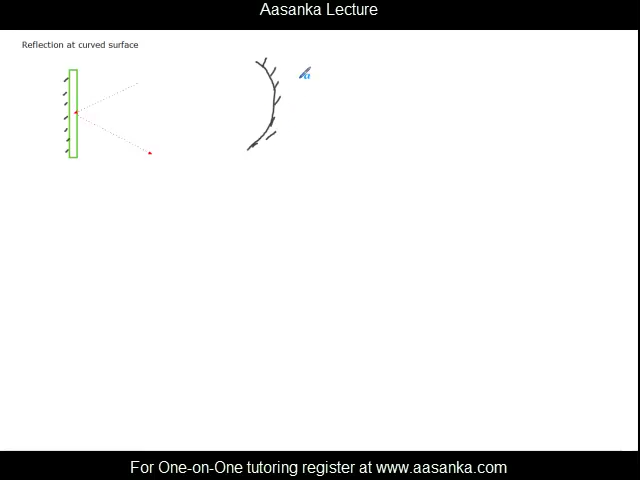 Aasanka Lecture
Reflection at curved surface
For One-on-One tutoring register at www.aasanka.com